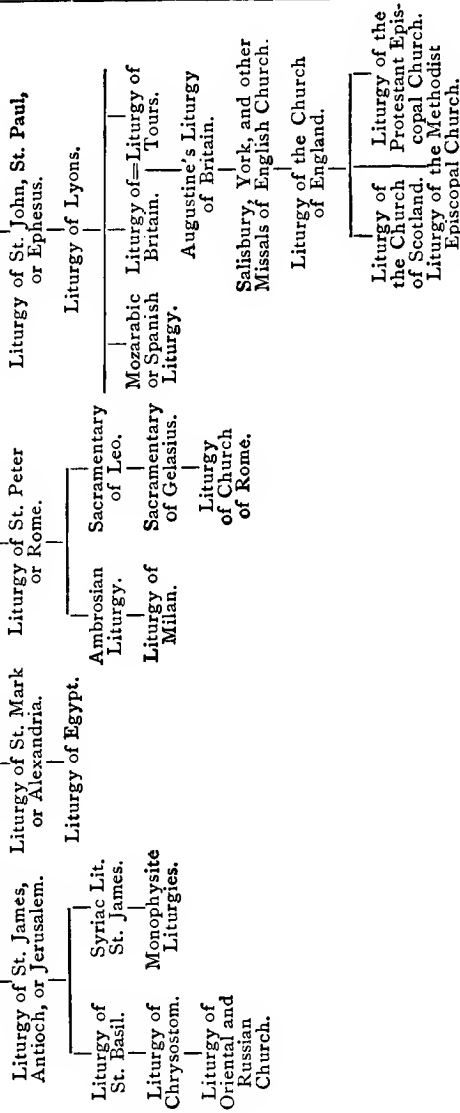 Liturgy of St. James,
Antioch, or Jerusalem.
Liturgy of
St. Basil.
Liturgy of
Chrysostom.
Liturgy of
Oriental and
Russian
Church.
Syriac Lit.
St. James.
Monophysite
Liturgies.
Liturgy of St. Mark
or Alexandria.
Liturgy of Egypt.
Liturgy of St. Peter
or Rome.
Ambrosian
Liturgy.
Liturgy of
Milan.
Sacramentary
of Leo.
Sacramentary
of Gelasius.
Liturgy
of Church
of Rome.
Liturgy of St. John, St. Paul,
or Ephesus.
Liturgy of Lyons.
Mozarabic
or Spanish
Liturgy.
Liturgy of=Liturgy of
Britain. Tours.
Augustine's Liturgy
of Britain.
Salisbury, York, and other
Missals of English Church.
Liturgy of the Church
of England.
Liturgy of
the Church
of Scotland.
Liturgy of the
Protestant Epis-
copal Church.
Liturgy of the Methodist
Episcopal Church.